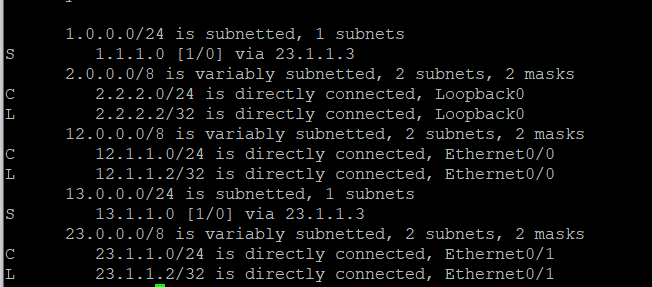 1.0.0.0/24 is subnetted, 1 subnets
S 1.1.1.0 [1/0] via 23.1.1.3
2.0.0.0/8 is variably subnetted, 2 subnets, 2 masks
C 2.2.2.0/24 is directly connected, Loopback0
L 2.2.2.2/32 is directly connected, Loopback0
12.0.0.0/8 is variably subnetted, 2 subnets, 2 masks
C 12.1.1.0/24 is directly connected, Ethernet0/0
L 12.1.1.2/32 is directly connected, Ethernet0/0
13.0.0.0/24 is subnetted, 1 subnets
S 13.1.1.0 [1/0] via 23.1.1.3
23.0.0.0/8 is variably subnetted, 2 subnets, 2 masks
C 23.1.1.0/24 is directly connected, Ethernet0/1
L 23.1.1.2/32 is directly connected, Ethernet0/1